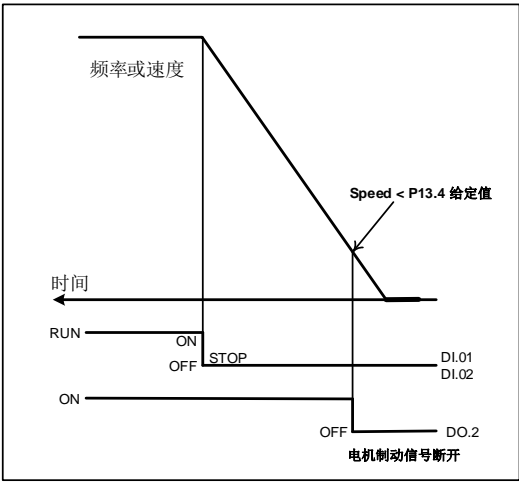 频率或速度
Speed < P13.4 给定值
时间
RUN
ON
OFF
STOP
DI.01
DI.02
ON
OFF
DO.2
电机制动信号断开